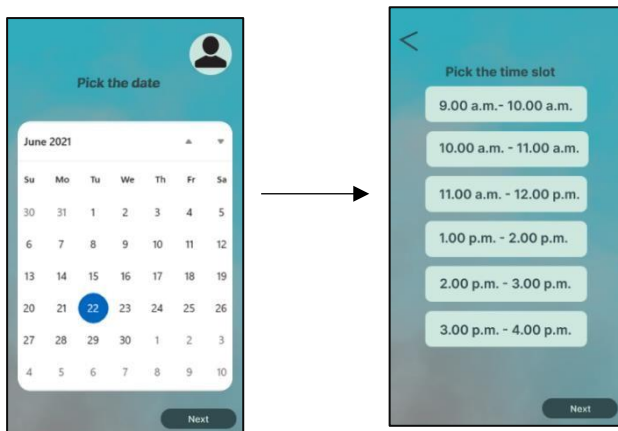 Pick the date
June 2021
Su Mo Tu We Th Fr Sa
30 31 1 2 3 4 5
6 7 8 9 10 11 12
13 14 15 16 17 18 19
20 21 22 23 24 25 26
27 28 29 30 1 2 3
4 5 6 7 8 9 10
Next
Pick the time slot
9.00 a.m.- 10.00 a.m.
10.00 a.m. - 11.00 a.m.
11.00 a.m. - 12.00 p.m.
1.00 p.m. - 2.00 p.m.
2.00 p.m. - 3.00 p.m.
3.00 p.m. - 4.00 p.m.
Next